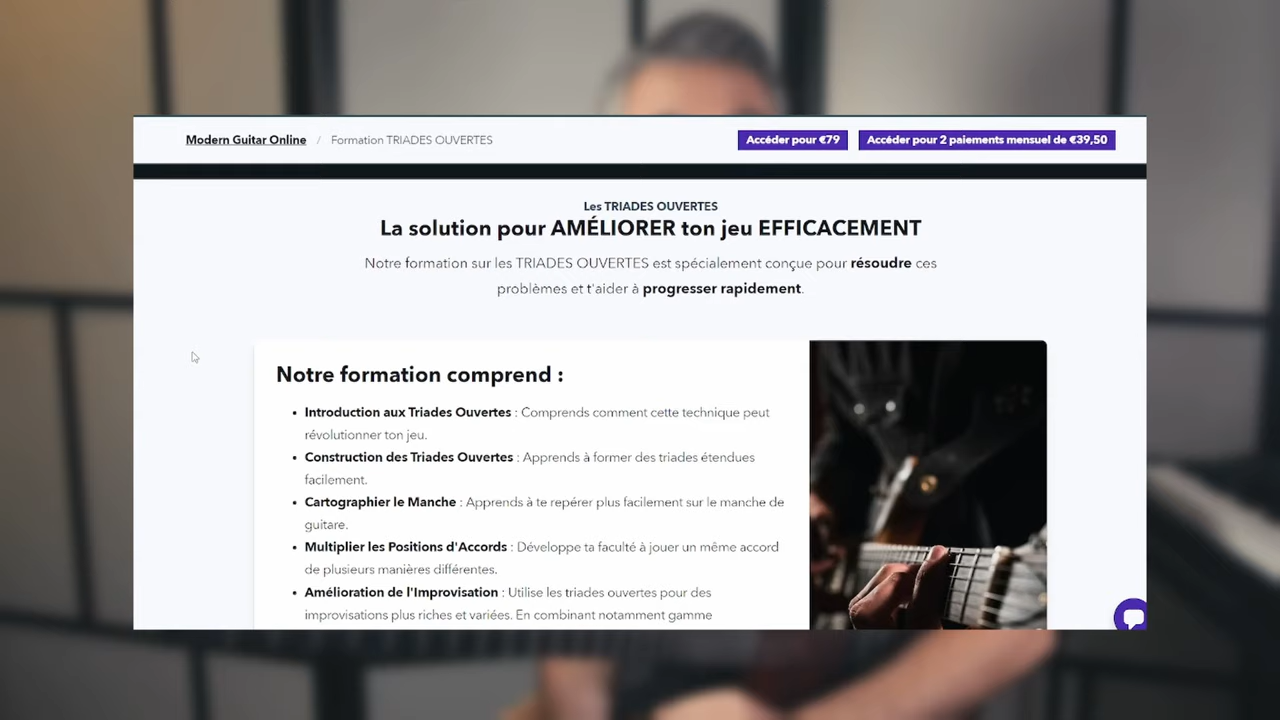 Modern Guitar Online / Formation TRIADES OUVERTES
Accéder pour €79
Accéder pour 2 paiements mensuel de €39,50
Les TRIADES OUVERTES
La solution pour AMÉLIORER ton jeu EFFICACEMENT
Notre formation sur les TRIADES OUVERTES est spécialement conçue pour résoudre ces
problèmes et t'aider à progresser rapidement.
Notre formation comprend :
• Introduction aux Triades Ouvertes : Comprends comment cette technique peut
révolutionner ton jeu.
• Construction des Triades Ouvertes : Apprends à former des triades étendues
facilement.
• Cartographier le Manche : Apprends à te repérer plus facilement sur le manche de
guitare.
• Multiplier les Positions d'Accords : Développe ta faculté à jouer un même accord
de plusieurs manières différentes.
• Amélioration de l'Improvisation : Utilise les triades ouvertes pour des
improvisations plus riches et variées. En combinant notamment gamme